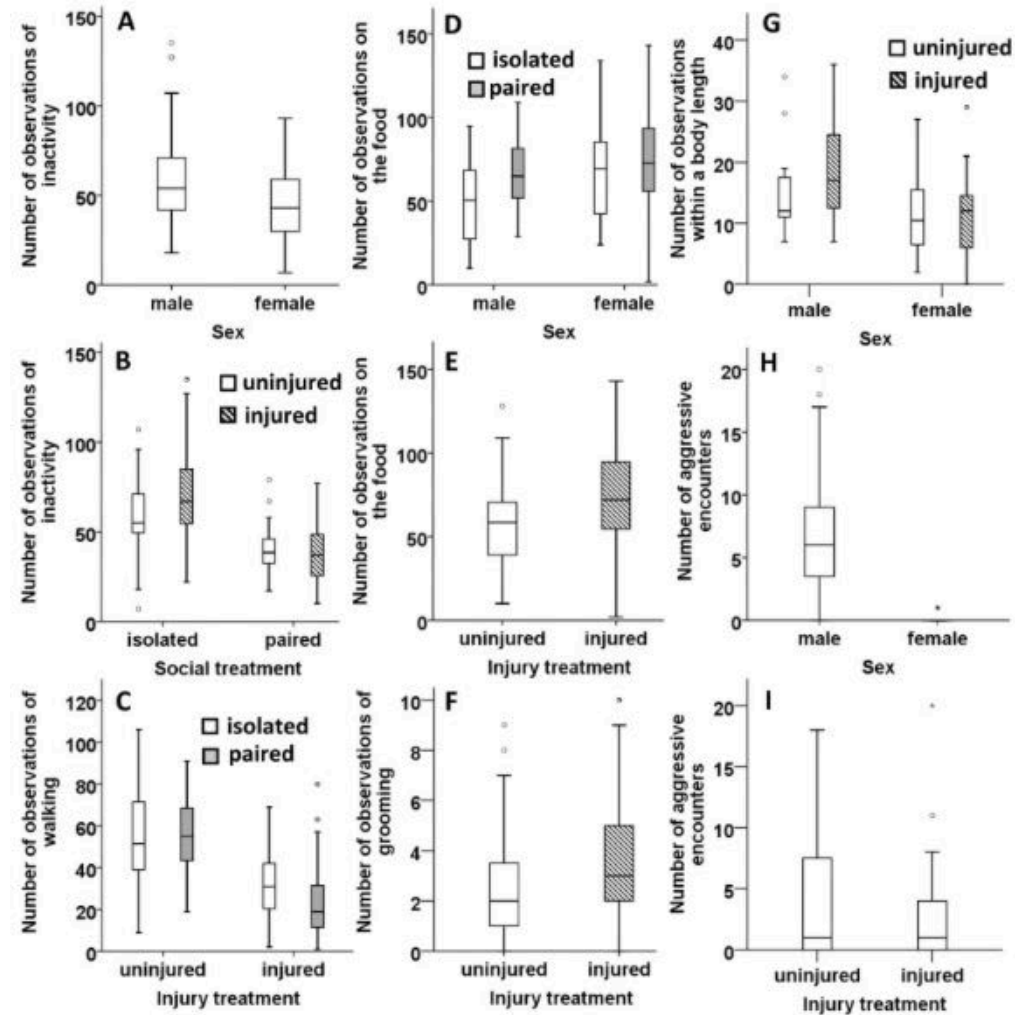 A
Number of observations of
inactivity
150
100
50
0
male
female
Sex
D
Number of observations on
the food
150
100
50
0
isolated
paired
male
female
Sex
G
Number of observations
within a body length
40
30
20
10
0
uninjured
injured
male
female
Sex
B
Number of observations of
inactivity
150
100
50
0
uninjured
injured
isolated
paired
Social treatment
E
Number of observations on
the food
150
100
50
0
uninjured
injured
Injury treatment
H
Number of aggressive
encounters
20
15
10
5
0
male
female
Sex
C
Number of observations of
walking
120
100
80
60
40
20
0
isolated
paired
uninjured
injured
Injury treatment
F
Number of observations of
grooming
10
8
6
4
2
0
uninjured
injured
Injury treatment
I
Number of aggressive
encounters
20
15
10
5
0
uninjured
injured
Injury treatment